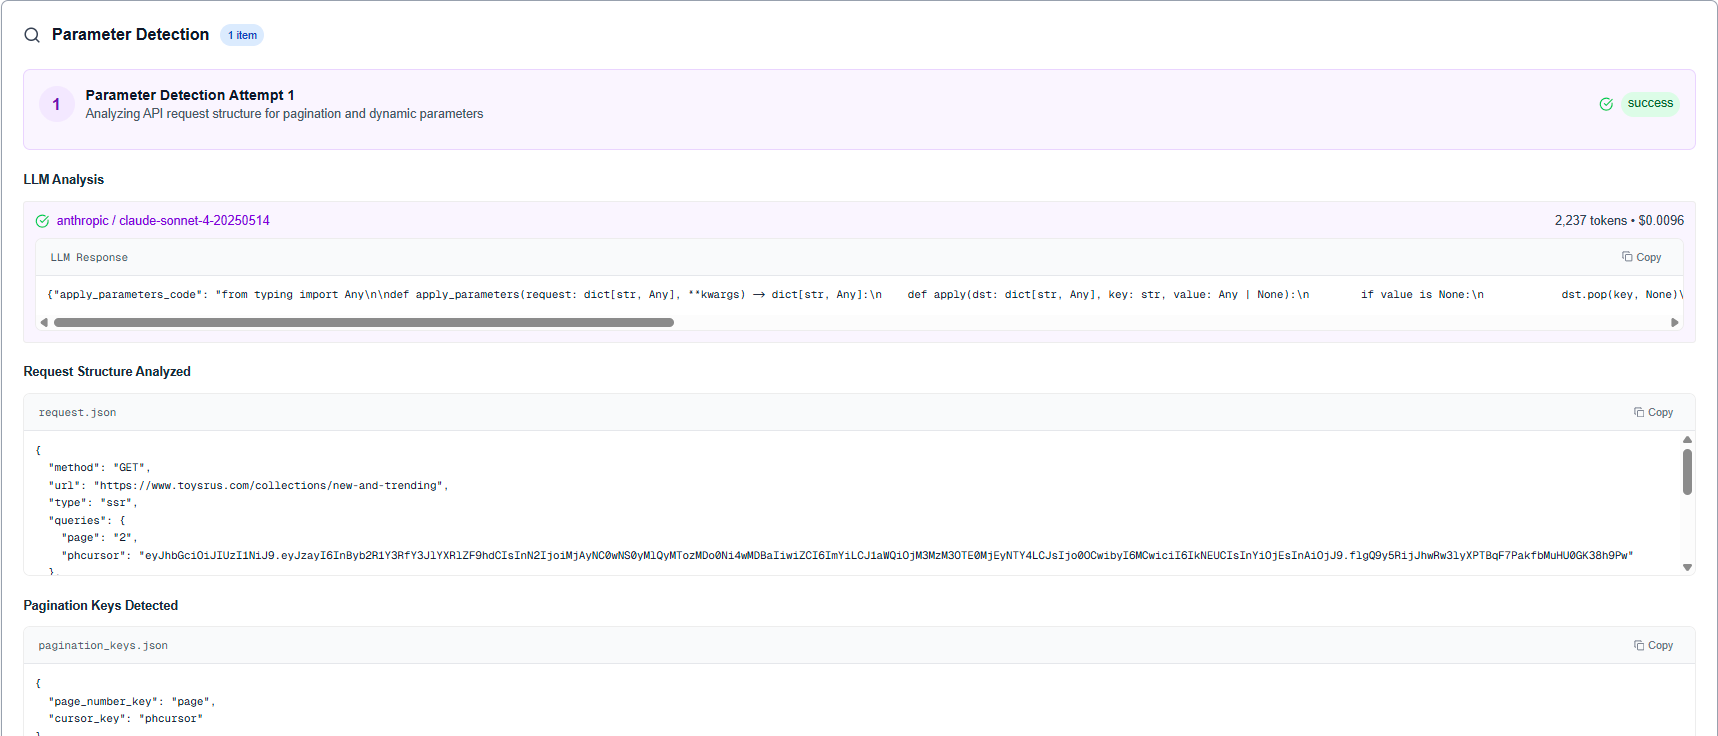 Parameter Detection 1 item
1
Parameter Detection Attempt 1
Analyzing API request structure for pagination and dynamic parameters
success
LLM Analysis
anthropic / claude-sonnet-4-20250514
2,237 tokens • $0.0096
LLM Response
Copy
{"apply_parameters_code": "from typing import Any\n\ndef apply_parameters(request: dict[str, Any], **kwargs) -> dict[str, Any]:\n    def apply(dst: dict[str, Any], key: str, value: Any | None):\n        if value is None:\n            dst.pop(key, None)\
Request Structure Analyzed
request.json
Copy
{
"method": "GET",
"url": "https://www.toysrus.com/collections/new-and-trending",
"type": "ssr",
"queries": {
"page": "2",
"phcursor": "eyJhbGciOiJIUzI1NiJ9.eyJzayI6InByb2R1Y3RfY3JlYXRlZF9hdCIsInN2IjoiMjAyNC0wNS0yMlQyMTozMDo0Ni4wMDBaIiwiZCI6ImYiLCJ1aWQiOjM3MzM3OTE0MjEyNTY4LCJsIjo0OCwibyI6MCwiciI6IkNEUCIsInYiOjEsInAiOjJ9.flgQ9y5RijJhwRw3lyXPTBqF7PakfbMuHU0GK38h9Pw"
},
Pagination Keys Detected
pagination_keys.json
Copy
{
"page_number_key": "page",
"cursor_key": "phcursor"
}